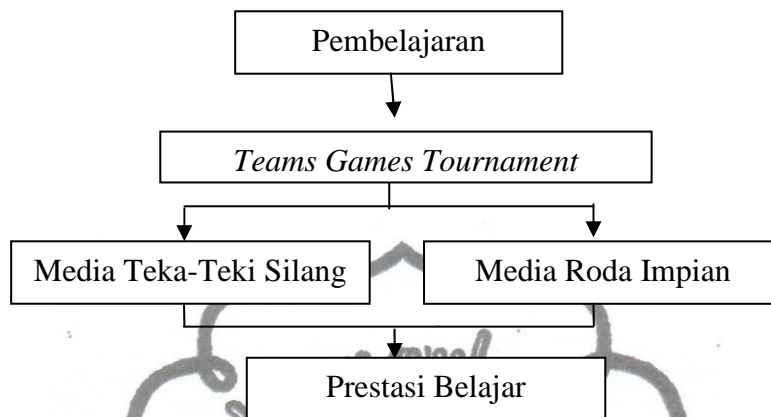 Pembelajaran
Teams Games Tournament
Media Teka-Teki Silang
Media Roda Impian
Prestasi Belajar